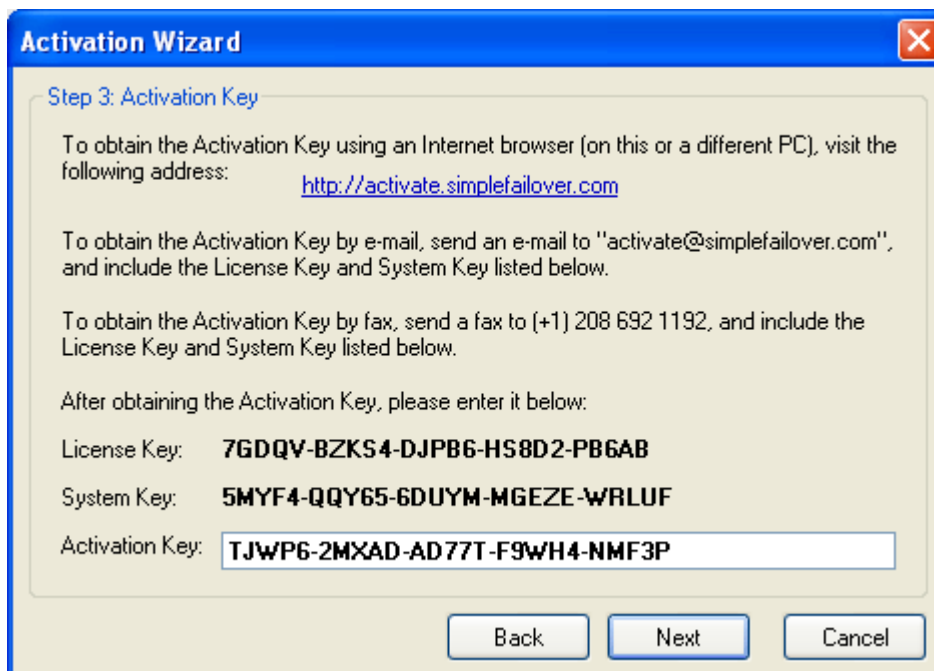 Activation Wizard
Step 3: Activation Key
To obtain the Activation Key using an Internet browser (on this or a different PC), visit the
following address:
http://activate.simplefailover.com
To obtain the Activation Key by e-mail, send an e-mail to "activate@simplefailover.com",
and include the License Key and System Key listed below.
To obtain the Activation Key by fax, send a fax to (+1) 208 692 1192, and include the
License Key and System Key listed below.
After obtaining the Activation Key, please enter it below:
License Key: 7GDQV-BZKS4-DJPB6-HS8D2-PB6AB
System Key: 5MYF4-QQY65-6DUYM-MGEZE-WRLUF
Activation Key: TJWP6-2MXAD-AD77T-F9WH4-NMF3P
Back Next Cancel